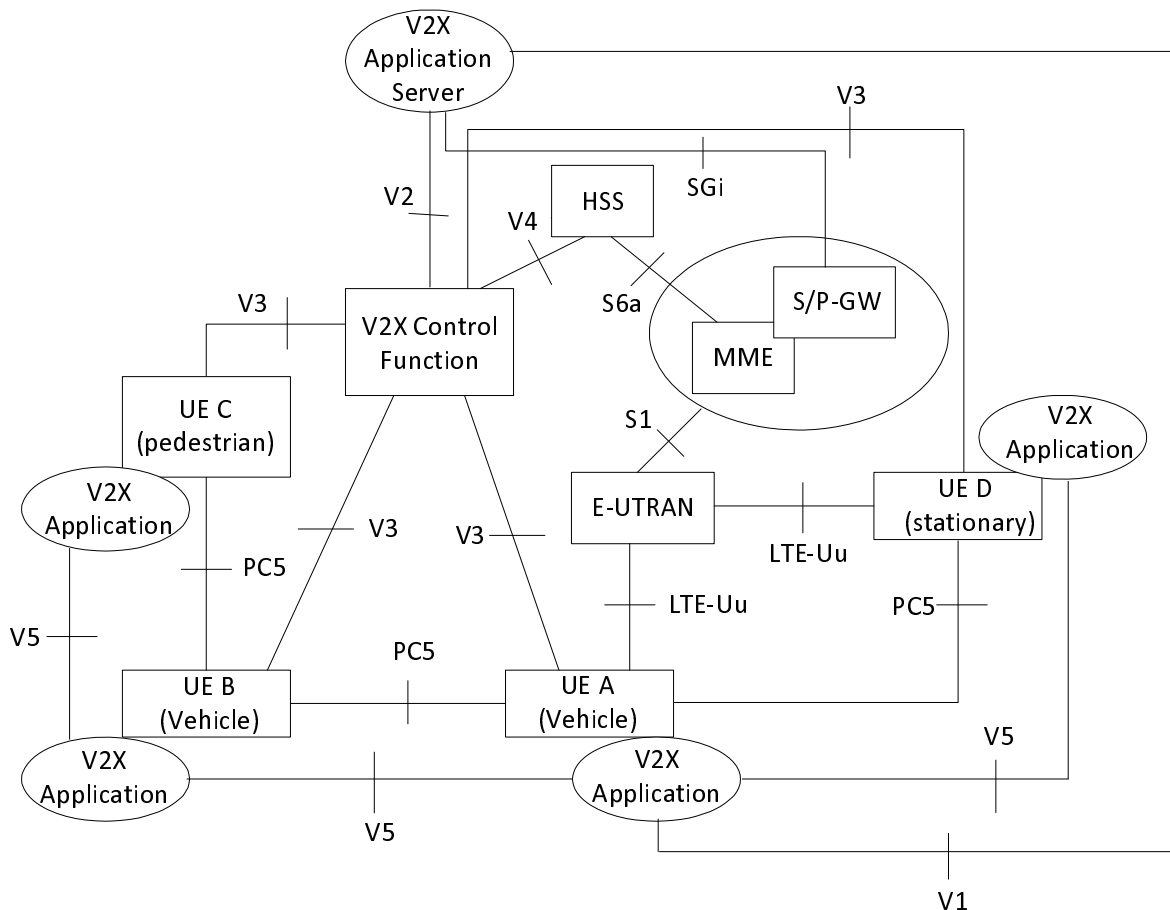 V2X
Application
Server
V3
SGi
HSS
V2
V4
S6a
S/P-GW
V3
V2X Control
Function
MME
UE C
(pedestrian)
S1
V2X
Application
V2X
Application
E-UTRAN
UE D
(stationary)
V3
V3
LTE-Uu
PC5
LTE-Uu
PC5
V5
PC5
UE B
(Vehicle)
UE A
(Vehicle)
V5
V2X
Application
V2X
Application
V5
V1